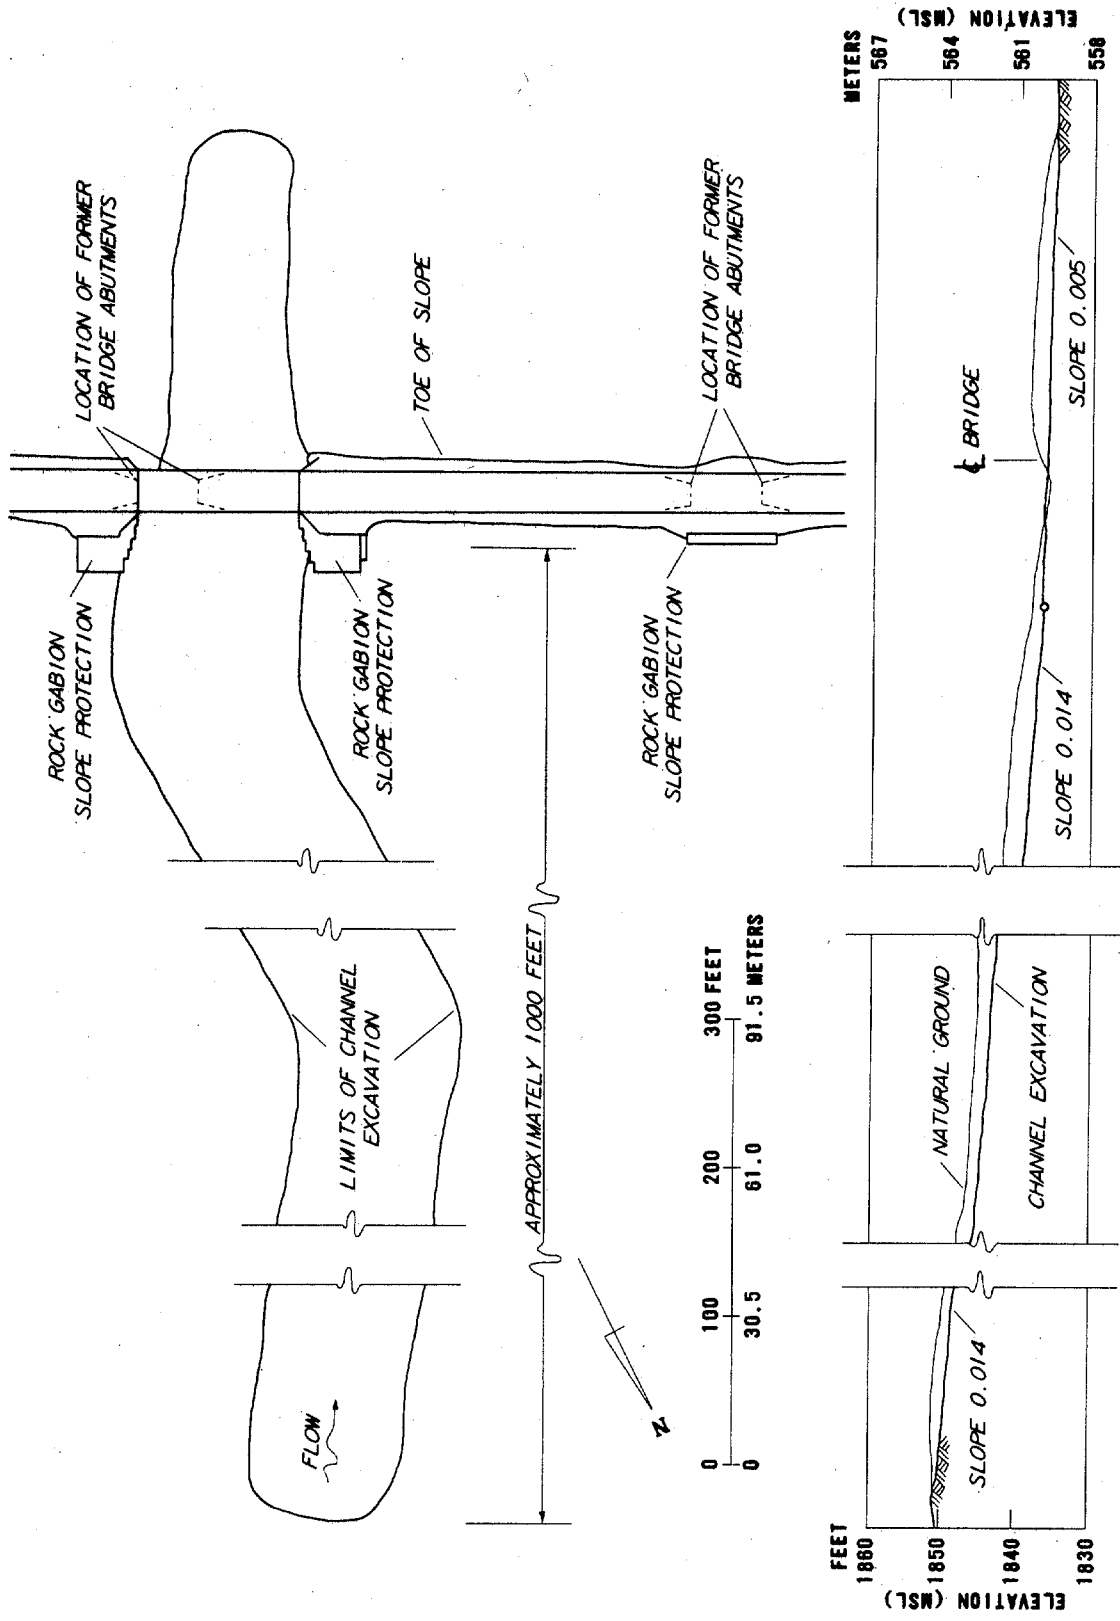 LOCATION OF FORMER
BRIDGE ABUTMENTS
ROCK GABION
SLOPE PROTECTION
TOE OF SLOPE
ROCK GABION
SLOPE PROTECTION
LOCATION OF FORMER
BRIDGE ABUTMENTS
ROCK GABION
SLOPE PROTECTION
LIMITS OF CHANNEL
EXCAVATION
FLOW
APPROXIMATELY 1000 FEET
N
0 100 200 300 FEET
0 30.5 61.0 91.5 METERS
FEET
1860
1850
1840
1830
ELEVATION (MSL)
SLOPE 0.014
NATURAL GROUND
CHANNEL EXCAVATION
SLOPE 0.014
℄ BRIDGE
SLOPE 0.005
METERS
567
564
561
558
ELEVATION (MSL)